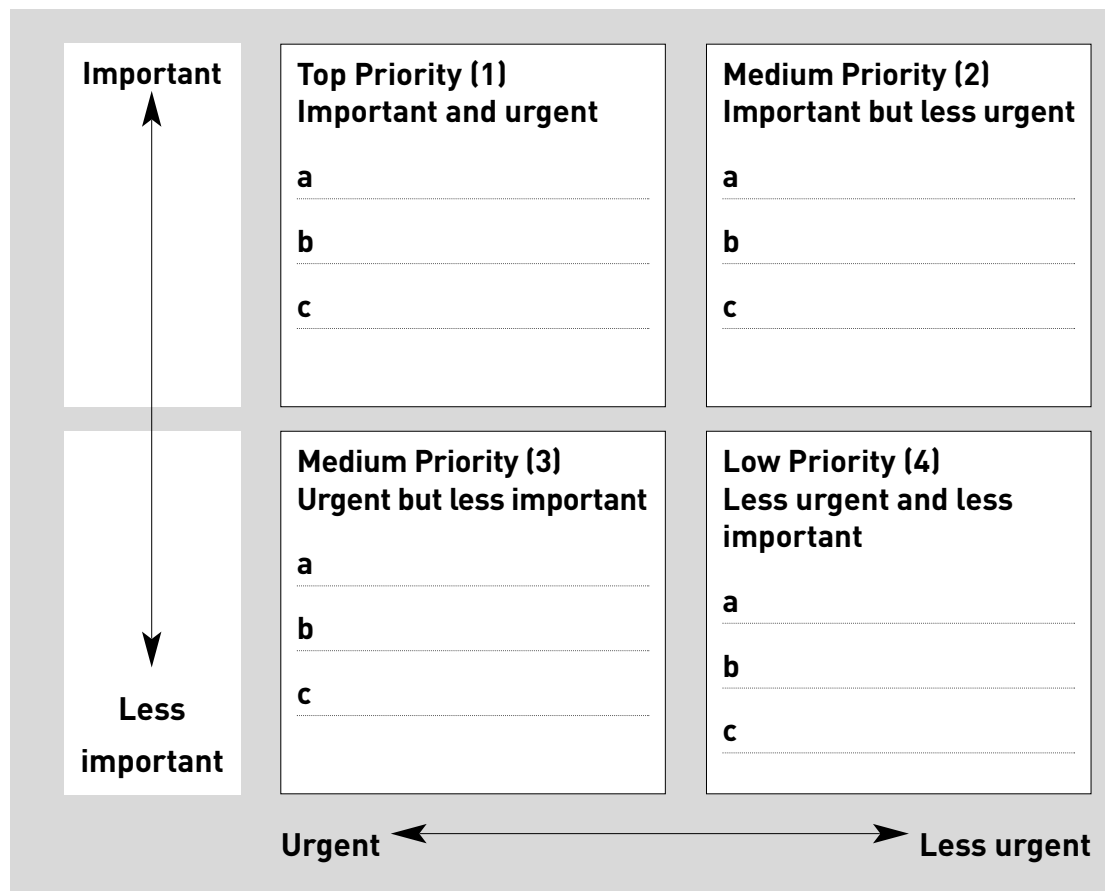 Important
Top Priority (1)
Important and urgent
a
b
c
Medium Priority (2)
Important but less urgent
a
b
c
Medium Priority (3)
Urgent but less important
a
b
c
Low Priority (4)
Less urgent and less
important
a
b
c
Less
important
Urgent
Less urgent